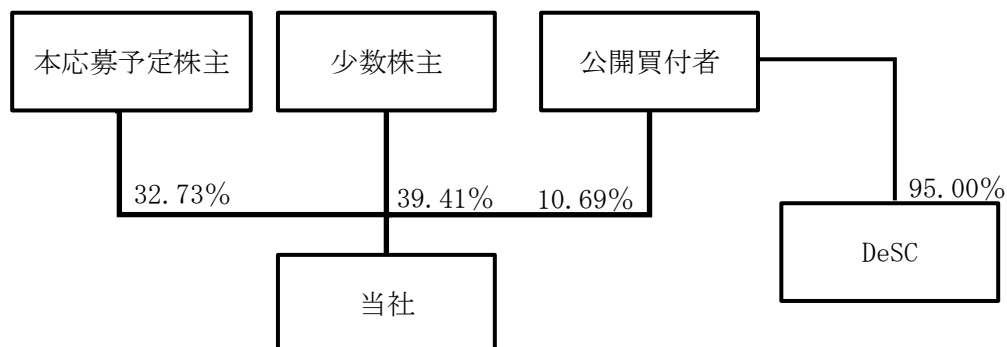 本応募予定株主
少数株主
公開買付者
32.73％
39.41％
10.69％
95.00％
DeSC
当社